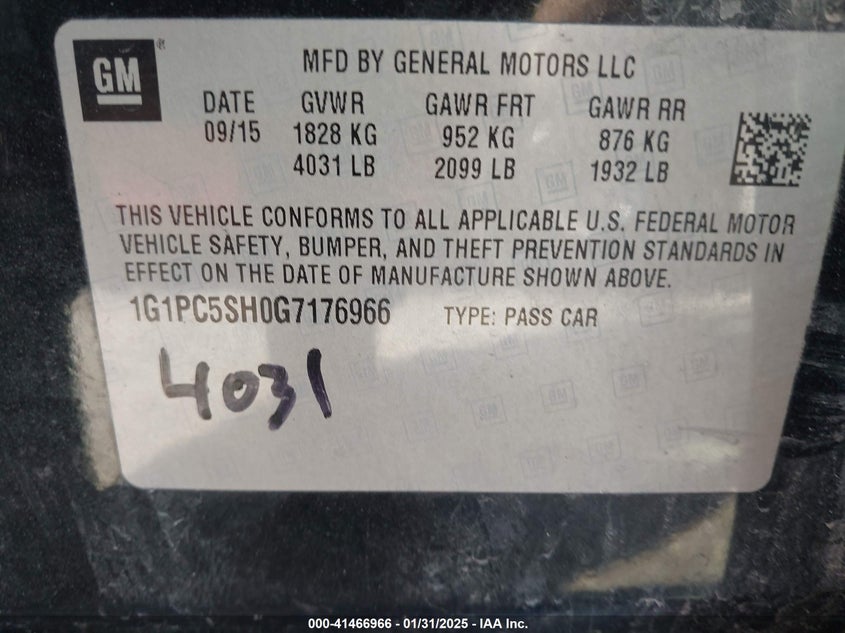 GM
MFD BY GENERAL MOTORS LLC
DATE GVWR GAWR FRT GAWR RR
09/15 1828 KG 952 KG 876 KG
4031 LB 2099 LB 1932 LB
THIS VEHICLE CONFORMS TO ALL APPLICABLE U.S. FEDERAL MOTOR
VEHICLE SAFETY, BUMPER, AND THEFT PREVENTION STANDARDS IN
EFFECT ON THE DATE OF MANUFACTURE SHOWN ABOVE.
1G1PC5SH0G7176966 TYPE: PASS CAR
4031
000-41466966 - 01/31/2025 - IAA Inc.